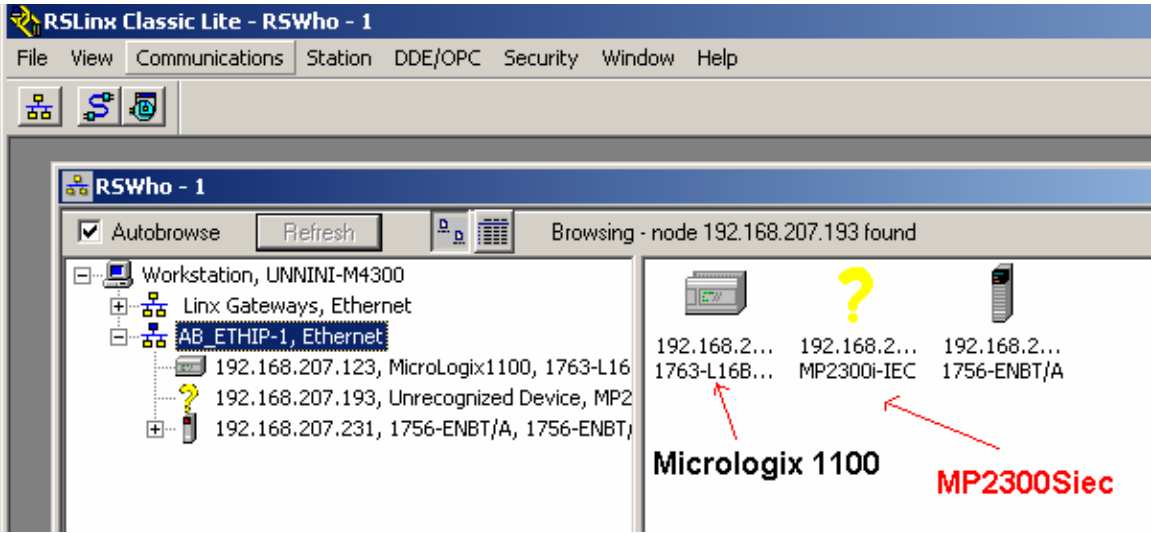 RSLinx Classic Lite - RSWho - 1
File View Communications Station DDE/OPC Security Window Help
RSWho - 1
Autobrowse Refresh Browsing - node 192.168.207.193 found
Workstation, UNNINI-M4300
Linx Gateways, Ethernet
AB_ETHIP-1, Ethernet
192.168.207.123, MicroLogix1100, 1763-L16
192.168.207.193, Unrecognized Device, MP2
192.168.207.231, 1756-ENBT/A, 1756-ENBT/
192.168.2... 192.168.2... 192.168.2...
1763-L16B... MP2300i-IEC 1756-ENBT/A
Micrologix 1100
MP2300Siec